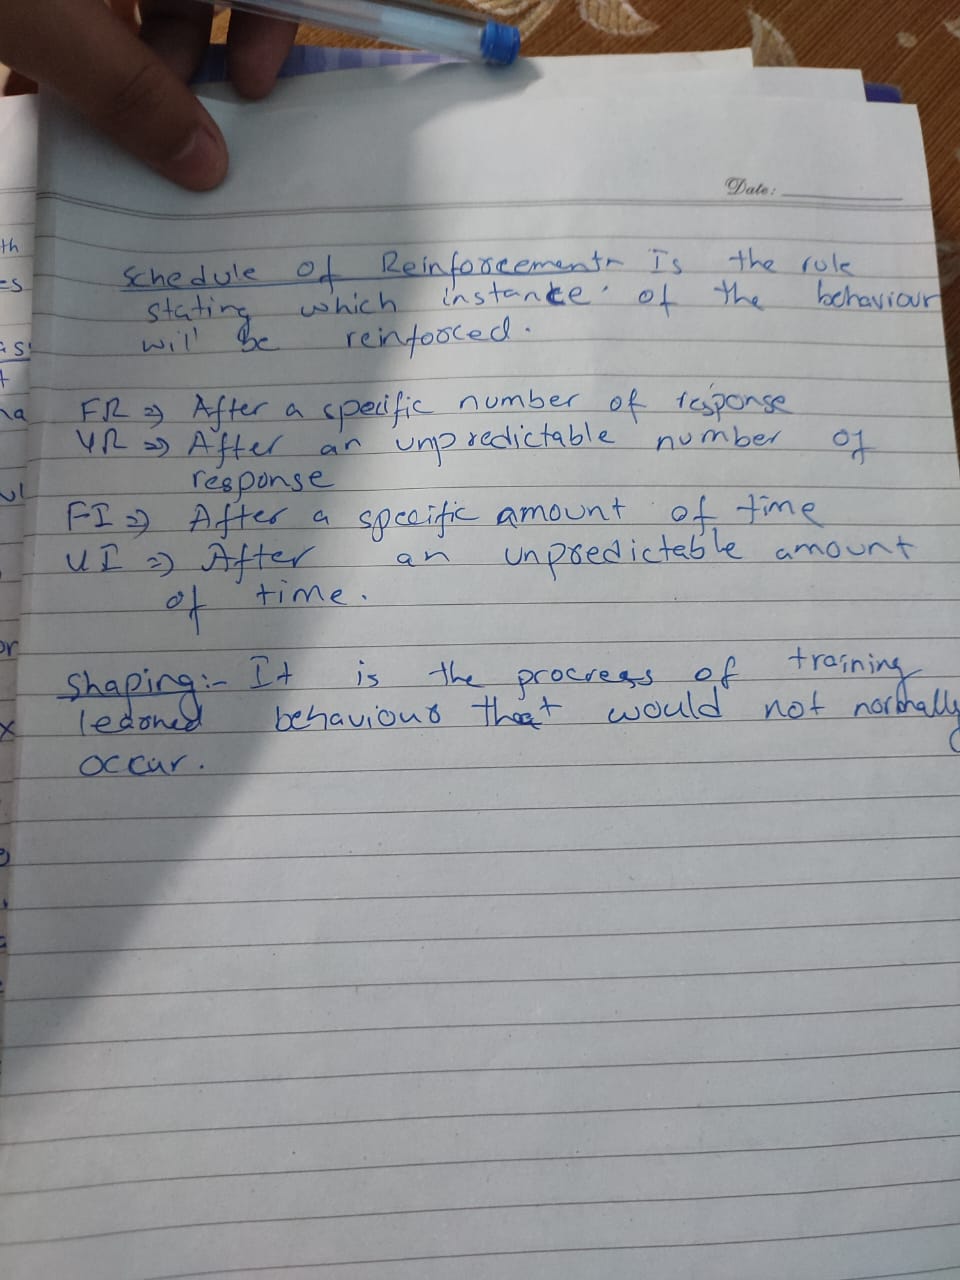 Date:
Schedule of Reinforcement Is the rule
stating which instance of the behaviour
will be reinforced.
FR ⇒ After a specific number of response
VR ⇒ After an unpredictable number of
response
FI ⇒ After a specific amount of time
VI ⇒ After an unpredictable amount
of time.
Shaping:- It is the procress of training
learned behaviour that would not normally
occur.